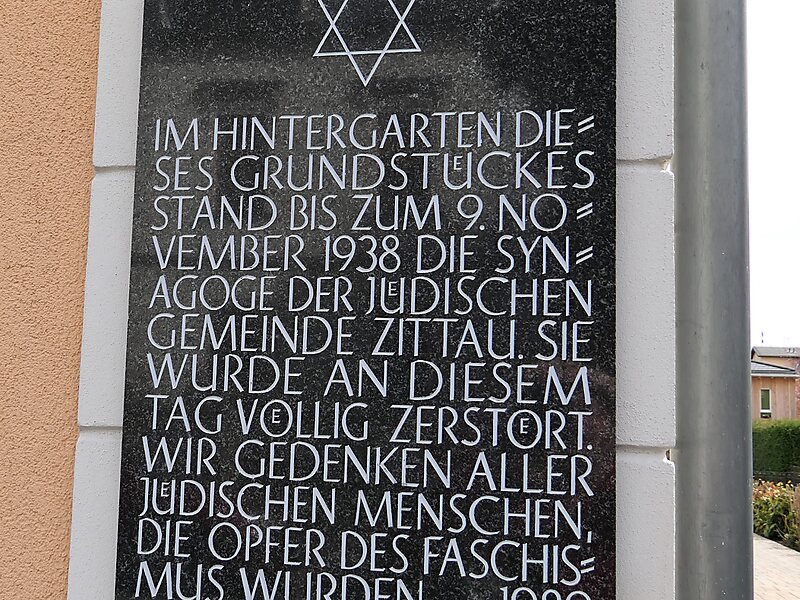 IM HINTERGARTEN DIE=
SES GRUNDSTÜCKES
STAND BIS ZUM 9. NO=
VEMBER 1938 DIE SYN=
AGOGE DER JÜDISCHEN
GEMEINDE ZITTAU. SIE
WURDE AN DIESEM
TAG VÖLLIG ZERSTÖRT.
WIR GEDENKEN ALLER
JÜDISCHEN MENSCHEN,
DIE OPFER DES FASCHIS=
MUS WURDEN